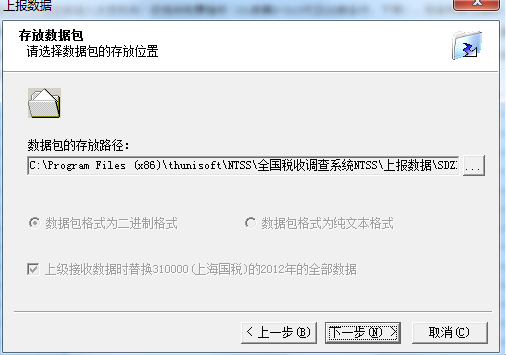 上报数据
存放数据包
请选择数据包的存放位置
数据包的存放路径：
C:\Program Files (x86)\thunisoft\NTSS\全国税收调查系统NTSS\上报数据\SDZ
...
数据包格式为二进制格式
数据包格式为纯文本格式
上级接收数据时替换310000(上海国税)的2012年的全部数据
< 上一步(B)
下一步(N) >
取消(C)